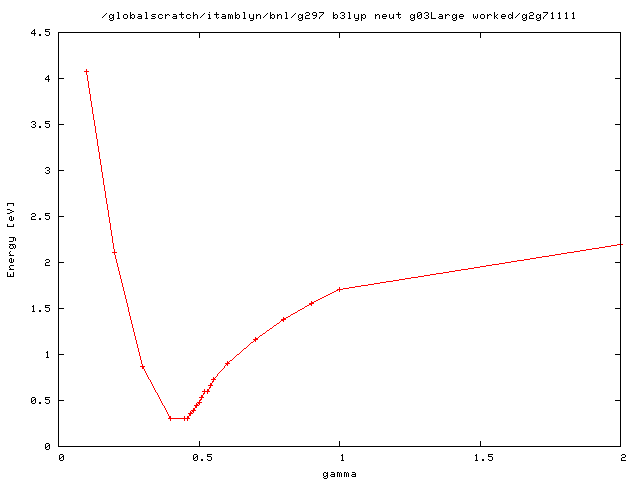 /globalscratch/itamblyn/bnl/g297 b3lyp neut g03Large worked/g2g71111
4.5
4
3.5
3
2.5
2
1.5
1
0.5
0
Energy [eV]
0 0.5 1 1.5 2
gamma